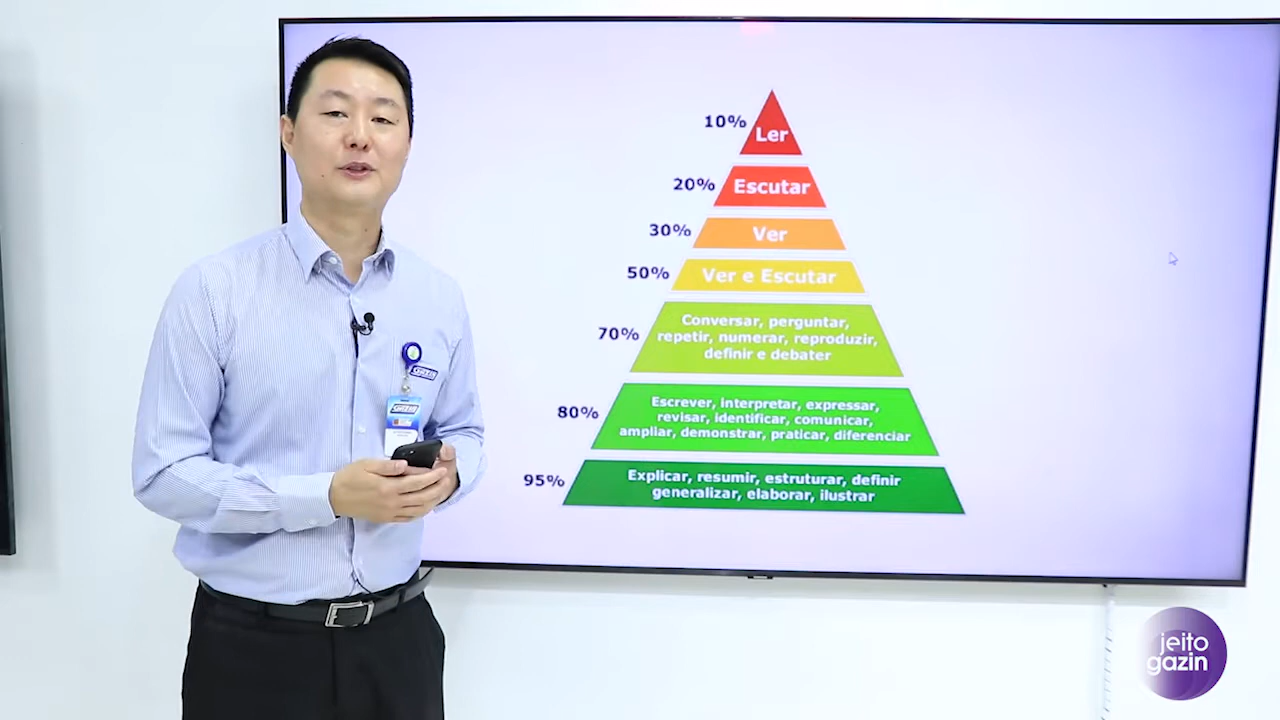 10%
Ler
20%
Escutar
30%
Ver
50%
Ver e Escutar
70%
Conversar, perguntar,
repetir, numerar, reproduzir,
definir e debater
80%
Escrever, interpretar, expressar,
revisar, identificar, comunicar,
ampliar, demonstrar, praticar, diferenciar
95%
Explicar, resumir, estruturar, definir
generalizar, elaborar, ilustrar
jeito
gazin